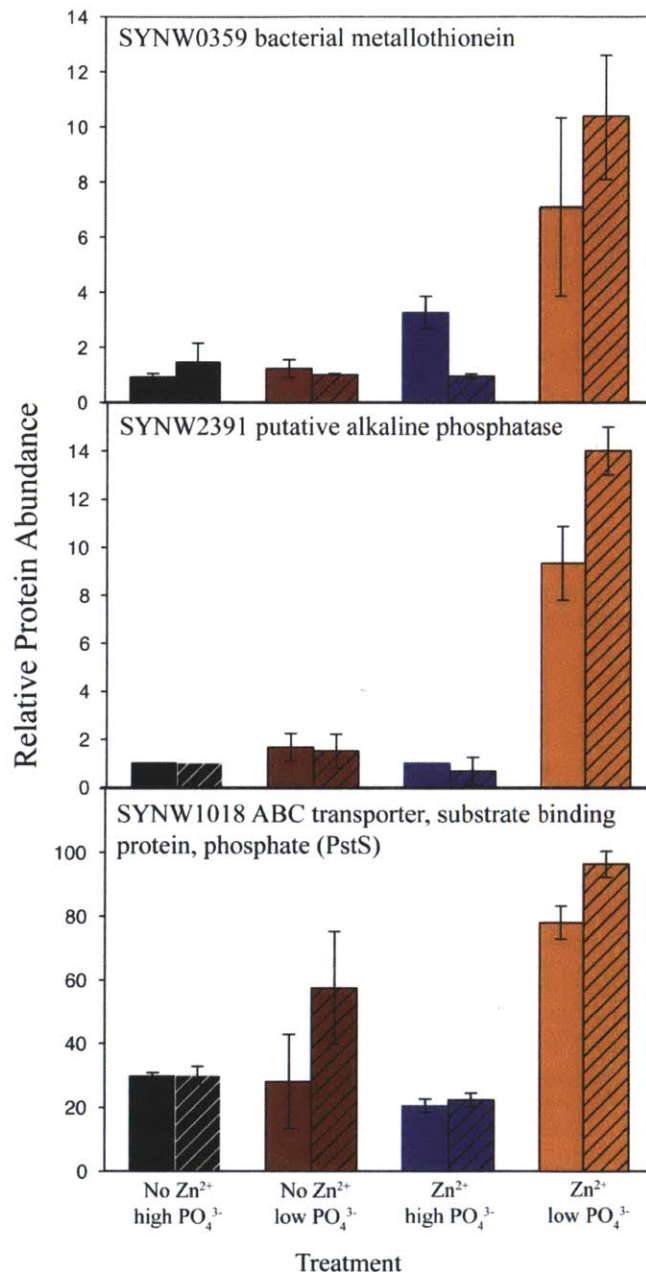 14
SYNW0359 bacterial metallothionein
12
10
8
6
4
2
0
SYNW2391 putative alkaline phosphatase
14
12
10
8
6
4
2
0
Relative Protein Abundance
SYNW1018 ABC transporter, substrate binding
protein, phosphate (PstS)
100
80
60
40
20
0
No Zn²⁺ No Zn²⁺ Zn²⁺ Zn²⁺
high PO₄³⁻ low PO₄³⁻ high PO₄³⁻ low PO₄³⁻
Treatment